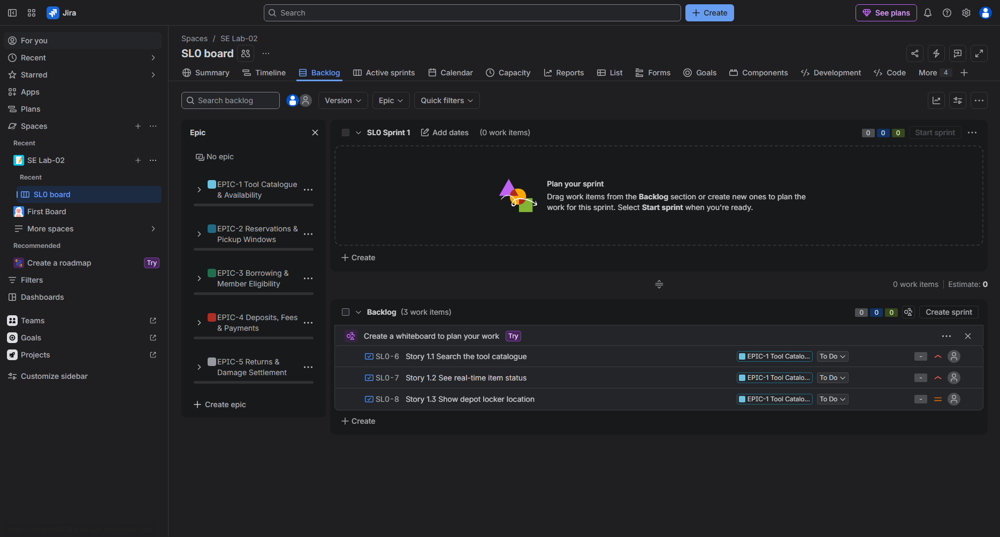 Jira
Search
Create
See plans
For you
Recent
Starred
Apps
Plans
Spaces
Recent
SE Lab-02
Recent
SL0 board
First Board
More spaces
Recommended
Create a roadmap Try
Filters
Dashboards
Teams
Goals
Projects
Customize sidebar
Spaces / SE Lab-02
SL0 board
Summary Timeline Backlog Active sprints Calendar Capacity Reports List Forms Goals Components Development Code More 4
Search backlog Version Epic Quick filters
Epic
No epic
EPIC-1 Tool Catalogue
& Availability
EPIC-2 Reservations &
Pickup Windows
EPIC-3 Borrowing &
Member Eligibility
EPIC-4 Deposits, Fees
& Payments
EPIC-5 Returns &
Damage Settlement
Create epic
SL0 Sprint 1 Add dates (0 work items) 0 0 0 Start sprint
Plan your sprint
Drag work items from the Backlog section or create new ones to plan the
work for this sprint. Select Start sprint when you're ready.
Create
0 work items Estimate: 0
Backlog (3 work items) 0 0 0 Create sprint
Create a whiteboard to plan your work Try
SL0-6 Story 1.1 Search the tool catalogue EPIC-1 Tool Catalo... To Do -
SL0-7 Story 1.2 See real-time item status EPIC-1 Tool Catalo... To Do -
SL0-8 Story 1.3 Show depot locker location EPIC-1 Tool Catalo... To Do -
Create